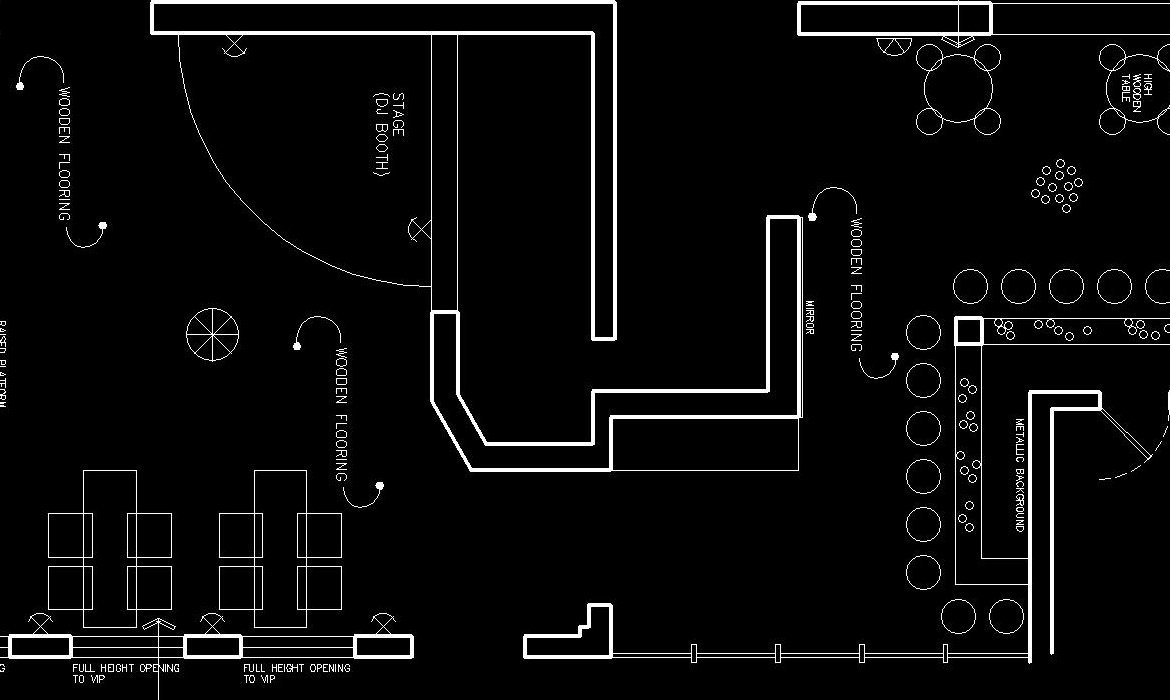 WOODEN FLOORING
STAGE
(DJ BOOTH)
HIGH
WOODEN
TABLE
WOODEN FLOORING
MIRROR
RAISED PLATFORM
WOODEN FLOORING
METALLIC BACKGROUND
FULL HEIGHT OPENING
TO VIP
FULL HEIGHT OPENING
TO VIP